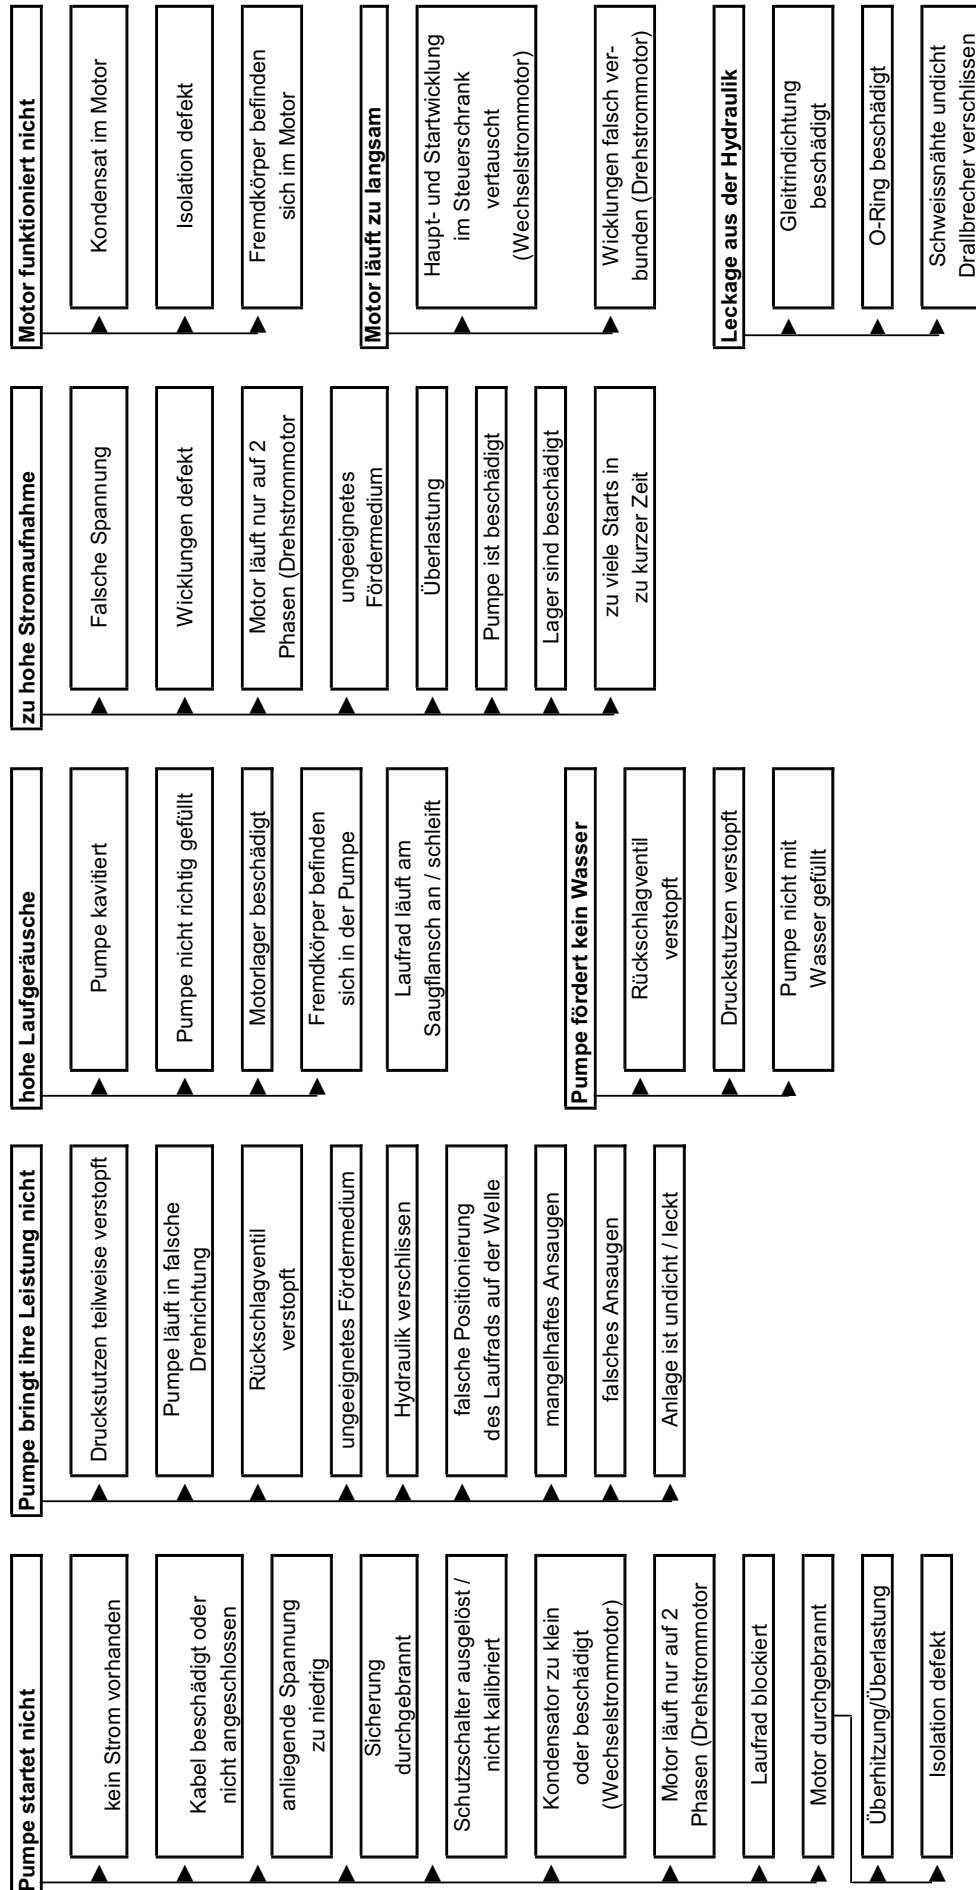 Pumpe startet nicht
kein Strom vorhanden
Kabel beschädigt oder
nicht angeschlossen
anliegende Spannung
zu niedrig
Sicherung
durchgebrannt
Schutzschalter ausgelöst /
nicht kalibriert
Kondensator zu klein
oder beschädigt
(Wechselstrommotor)
Motor läuft nur auf 2
Phasen (Drehstrommotor
Laufrad blockiert
Motor durchgebrannt
Überhitzung/Überlastung
Isolation defekt
Pumpe bringt ihre Leistung nicht
Druckstutzen teilweise verstopft
Pumpe läuft in falsche
Drehrichtung
Rückschlagventil
verstopft
ungeeignetes Fördermedium
Hydraulik verschlissen
falsche Positionierung
des Laufrads auf der Welle
mangelhaftes Ansaugen
falsches Ansaugen
Anlage ist undicht / leckt
hohe Laufgeräusche
Pumpe kavitiert
Pumpe nicht richtig gefüllt
Motorlager beschädigt
Fremdkörper befinden
sich in der Pumpe
Laufrad läuft am
Saugflansch an / schleift
Pumpe fördert kein Wasser
Rückschlagventil
verstopft
Druckstutzen verstopft
Pumpe nicht mit
Wasser gefüllt
zu hohe Stromaufnahme
Falsche Spannung
Wicklungen defekt
Motor läuft nur auf 2
Phasen (Drehstrommotor
ungeeignetes
Fördermedium
Überlastung
Pumpe ist beschädigt
Lager sind beschädigt
zu viele Starts in
zu kurzer Zeit
Motor funktioniert nicht
Kondensat im Motor
Isolation defekt
Fremdkörper befinden
sich im Motor
Motor läuft zu langsam
Haupt- und Startwicklung
im Steuerschrank
vertauscht
(Wechselstrommotor)
Wicklungen falsch ver-
bunden (Drehstrommotor)
Leckage aus der Hydraulik
Gleitrindichtung
beschädigt
O-Ring beschädigt
Schweissnähte undicht
Drallbrecher verschlissen